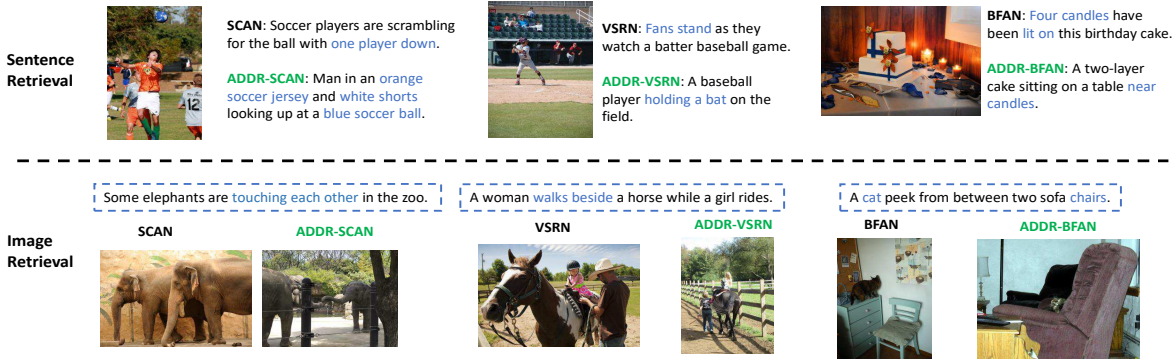 Sentence
Retrieval
SCAN: Soccer players are scrambling
for the ball with one player down.
ADDR-SCAN: Man in an orange
soccer jersey and white shorts
looking up at a blue soccer ball.
12
VSRN: Fans stand as they
watch a batter baseball game.
ADDR-VSRN: A baseball
player holding a bat on the
field.
BFAN: Four candles have
been lit on this birthday cake.
ADDR-BFAN: A two-layer
cake sitting on a table near
candles.
Image
Retrieval
Some elephants are touching each other in the zoo.
SCAN
ADDR-SCAN
A woman walks beside a horse while a girl rides.
VSRN
ADDR-VSRN
A cat peek from between two sofa chairs.
BFAN
ADDR-BFAN